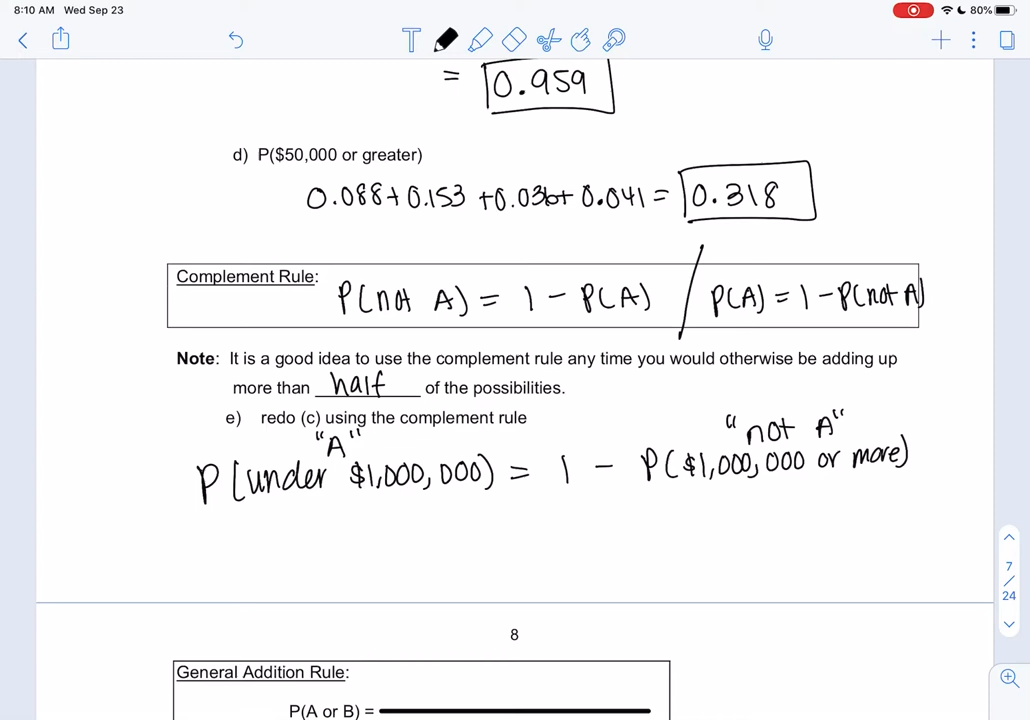 8:10 AM Wed Sep 23
80%
= 0.959
d) P($50,000 or greater)
0.088 + 0.153 + 0.036 + 0.041 = 0.318
Complement Rule: P(not A) = 1 - P(A) / P(A) = 1 - P(not A)
Note: It is a good idea to use the complement rule any time you would otherwise be adding up
more than half of the possibilities.
e) redo (c) using the complement rule
"A" "not A"
P(under $1,000,000) = 1 - P($1,000,000 or more)
7
/
24
8
General Addition Rule:
P(A or B) =